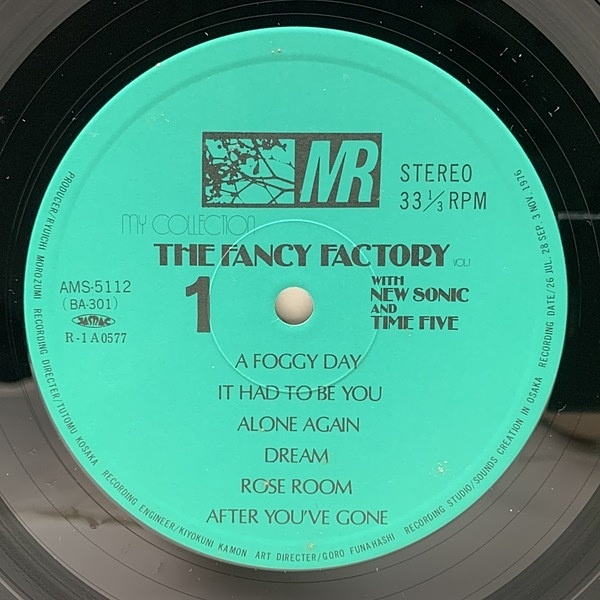 MR
STEREO
33 1/3 RPM
MY COLLECTION
THE FANCY FACTORY VOL.1
WITH
NEW SONIC
AND
TIME FIVE
AMS-5112
(BA-301)
JASRAC
R-1A0577
1
A FOGGY DAY
IT HAD TO BE YOU
ALONE AGAIN
DREAM
ROSE ROOM
AFTER YOU'VE GONE
PRODUCER/RYUICHI MOROZUMI RECORDING DIRECTER/TUTOMU KOSAKA RECORDING ENGINEER/KIYOKUNI KAMON ART DIRECTER/GORO FUNAHASHI RECORDING STUDIO/SOUNDS CREATION IN OSAKA RECORDING DATE/26 JUL. 28 SEP. 3 NOV. 1976